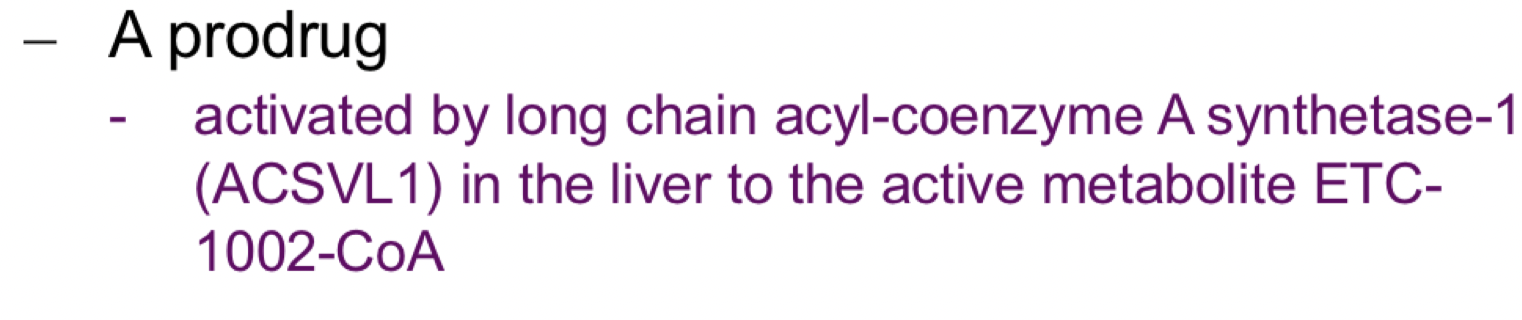 – A prodrug
- activated by long chain acyl-coenzyme A synthetase-1
(ACSVL1) in the liver to the active metabolite ETC-
1002-CoA